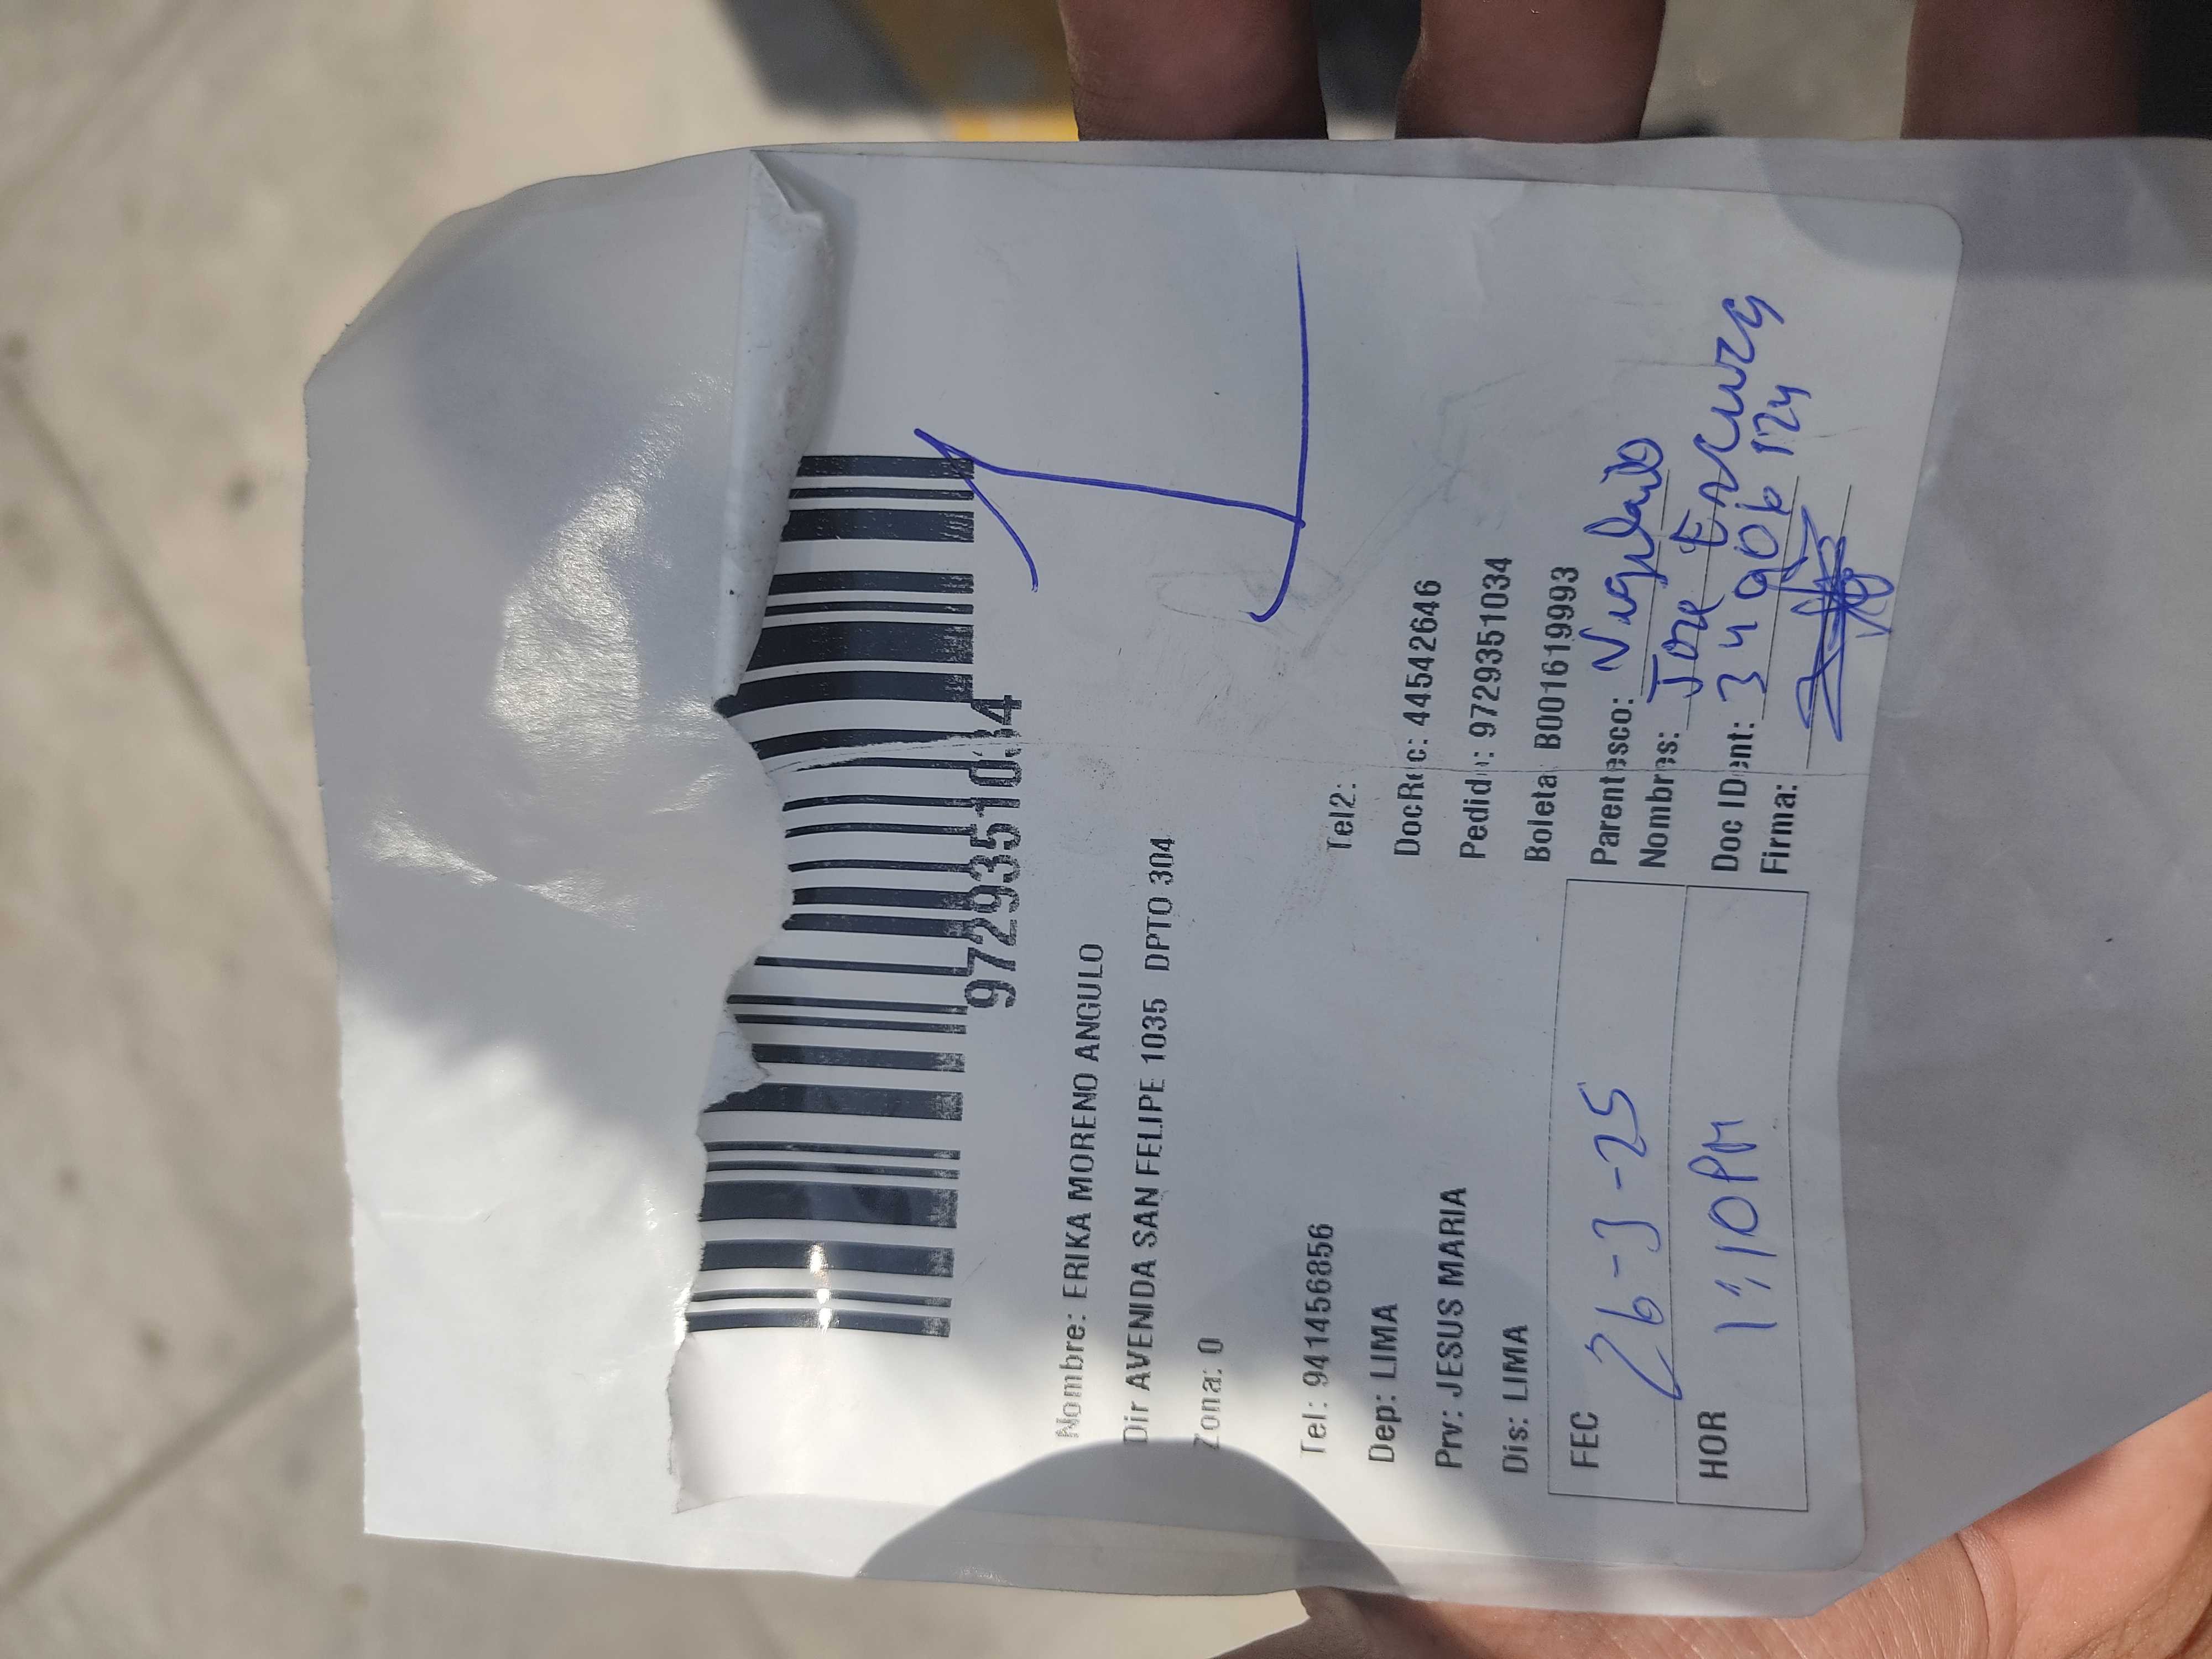 9729351034
Nombre: ERIKA MORENO ANGULO
Dir AVENIDA SAN FELIPE 1035 DPTO 304
Zona: 0
Tel: 941456856 Tel2:
Dep: LIMA DocRec: 44542646
Prv: JESUS MARIA Pedido: 9729351034
Dis: LIMA Boleta B001619993
FEC 26-3-25 Parentesco:
Nombres: Jose
HOR 1:10PM Doc IDent: 34906124
Firma: